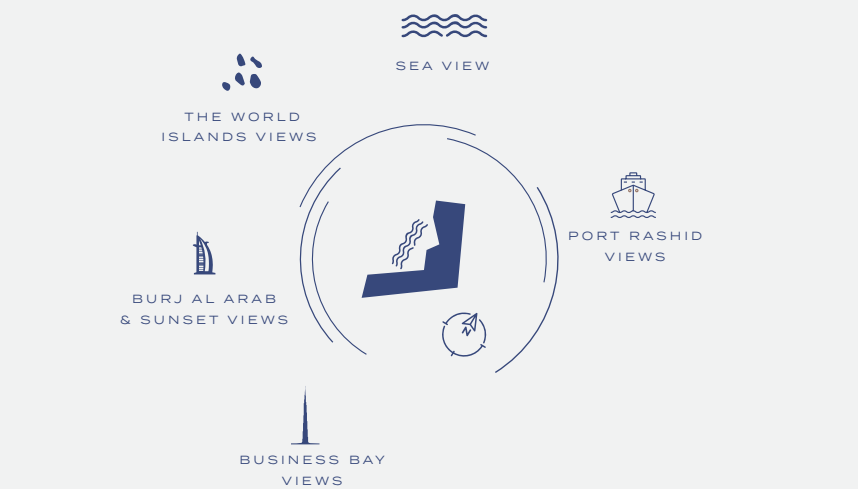 SEA VIEW
THE WORLD
ISLANDS VIEWS
PORT RASHID
VIEWS
BURJ AL ARAB
& SUNSET VIEWS
BUSINESS BAY
VIEWS